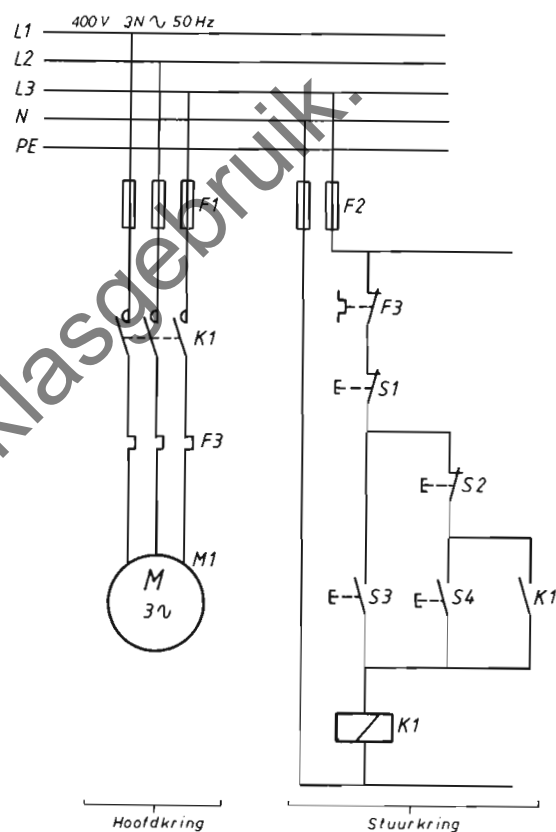 400 V 3N ∿ 50 Hz
L1
L2
L3
N
PE
F1
F2
F3
K1
S1
F3
S2
M1
M
3∿
S3
S4
K1
K1
Hoofdkring
Stuurkring
klasgebruik.